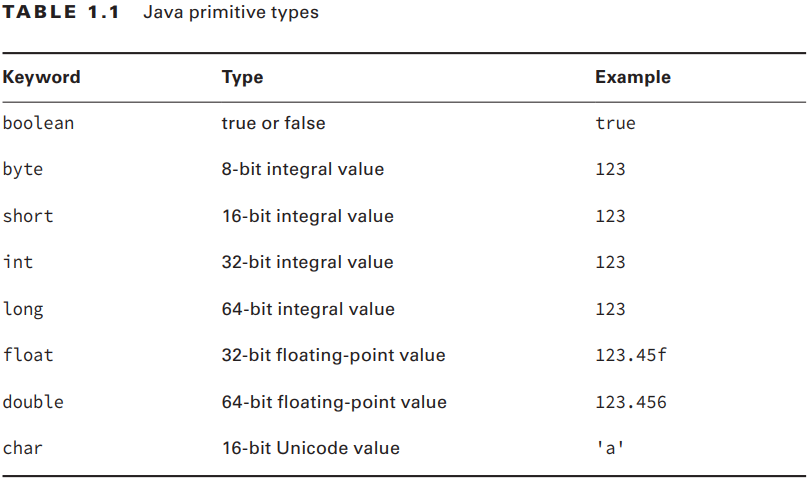 TABLE 1.1 Java primitive types
Keyword Type Example
boolean true or false true
byte 8-bit integral value 123
short 16-bit integral value 123
int 32-bit integral value 123
long 64-bit integral value 123
float 32-bit floating-point value 123.45f
double 64-bit floating-point value 123.456
char 16-bit Unicode value 'a'